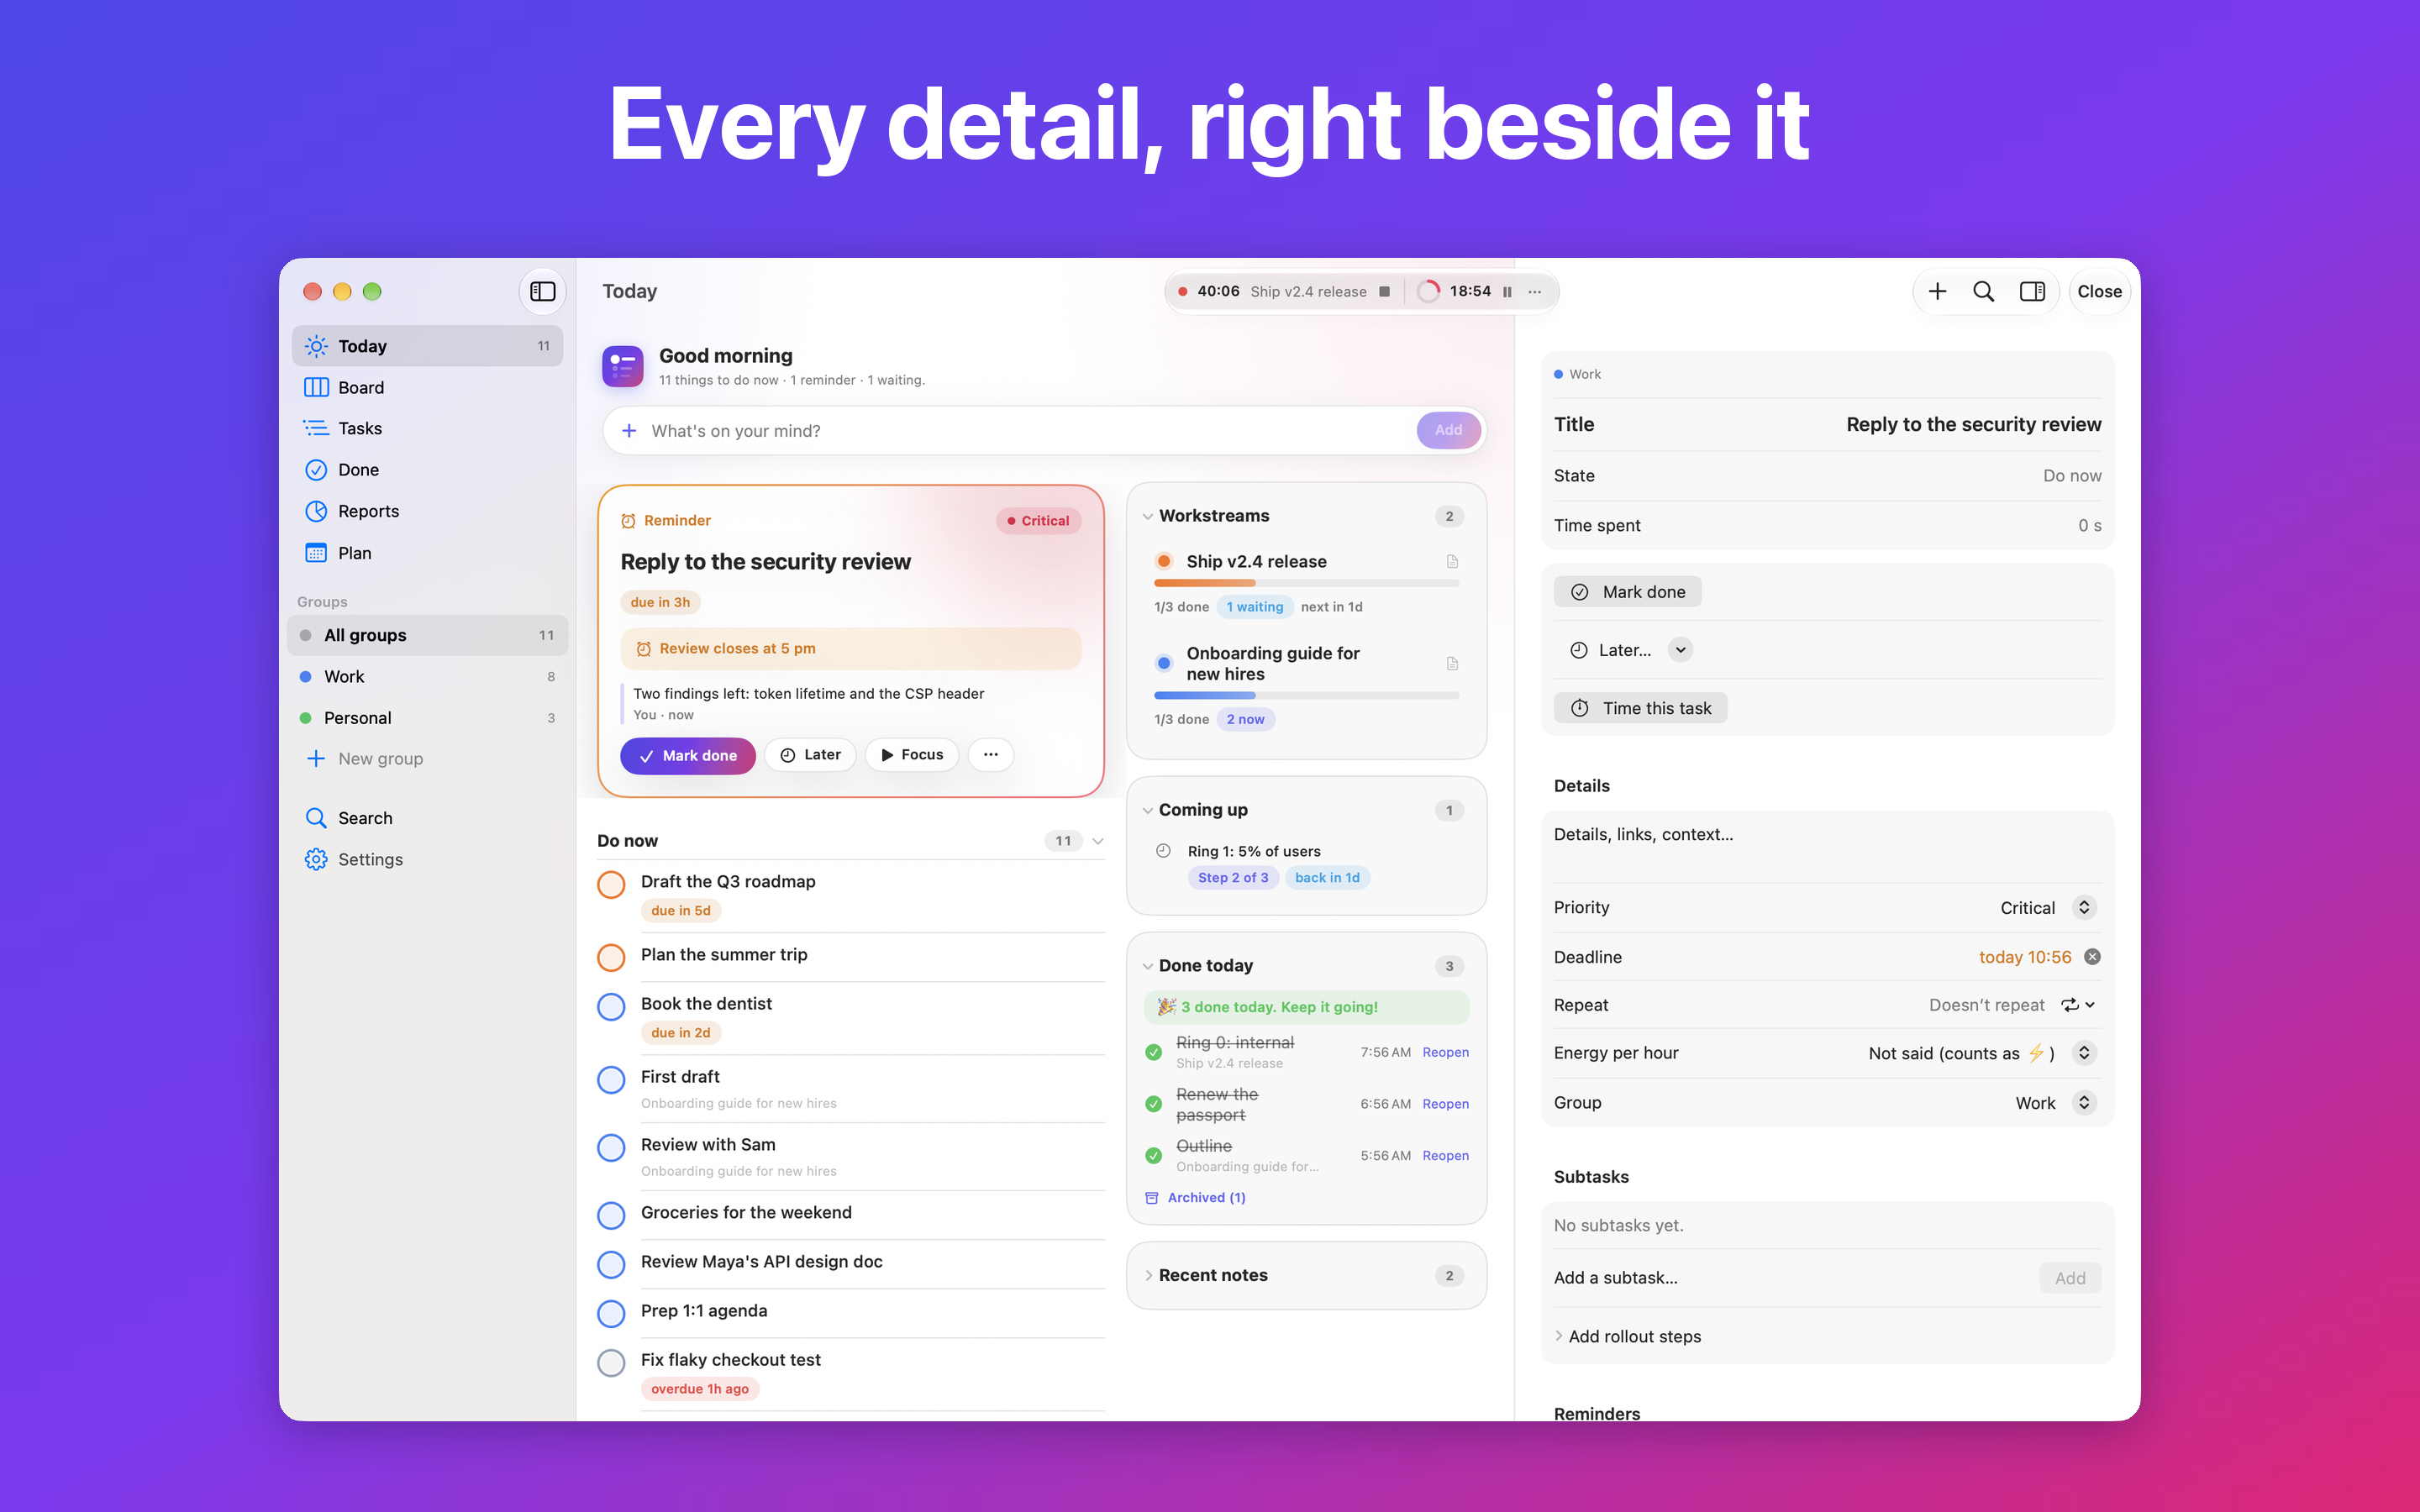 Every detail, right beside it
Today
40:06 Ship v2.4 release
18:54
Close
Today 11
Board
Tasks
Done
Reports
Plan
Groups
All groups 11
Work 8
Personal 3
New group
Search
Settings
Good morning
11 things to do now · 1 reminder · 1 waiting.
What's on your mind?
Add
Reminder
Critical
Reply to the security review
due in 3h
Review closes at 5 pm
Two findings left: token lifetime and the CSP header
You · now
Mark done
Later
Focus
Do now 11
Draft the Q3 roadmap
due in 5d
Plan the summer trip
Book the dentist
due in 2d
First draft
Onboarding guide for new hires
Review with Sam
Onboarding guide for new hires
Groceries for the weekend
Review Maya's API design doc
Prep 1:1 agenda
Fix flaky checkout test
overdue 1h ago
Workstreams 2
Ship v2.4 release
1/3 done 1 waiting next in 1d
Onboarding guide for
new hires
1/3 done 2 now
Coming up 1
Ring 1: 5% of users
Step 2 of 3 back in 1d
Done today 3
🎉 3 done today. Keep it going!
Ring 0: internal
Ship v2.4 release
7:56 AM Reopen
Renew the
passport
6:56 AM Reopen
Outline
Onboarding guide for...
5:56 AM Reopen
Archived (1)
Recent notes 2
Work
Title Reply to the security review
State Do now
Time spent 0 s
Mark done
Later...
Time this task
Details
Details, links, context...
Priority Critical
Deadline today 10:56
Repeat Doesn't repeat
Energy per hour Not said (counts as ⚡)
Group Work
Subtasks
No subtasks yet.
Add a subtask... Add
Add rollout steps
Reminders